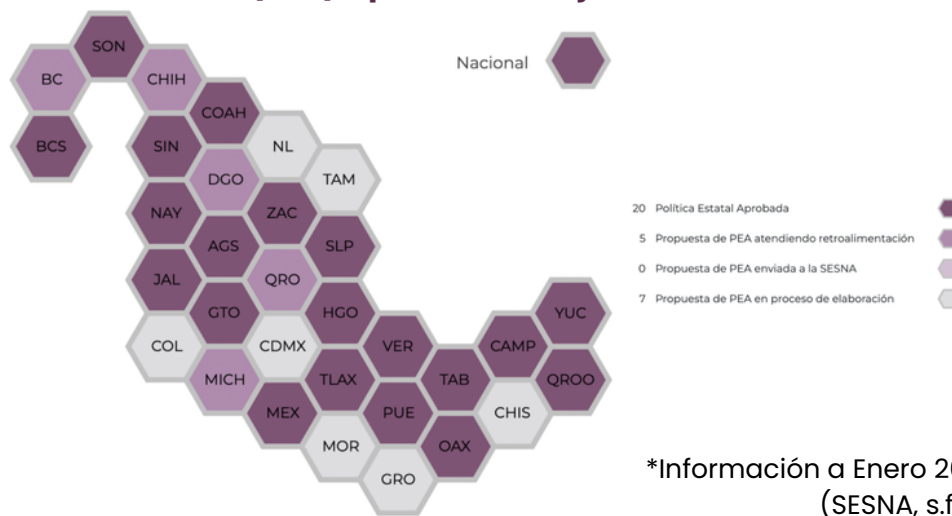 Nacional
SON
BC
CHIH
COAH
BCS
SIN
NL
DGO
TAM
NAY
ZAC
AGS
SLP
JAL
QRO
GTO
HGO
YUC
COL
CDMX
VER
CAMP
MICH
TLAX
TAB
QROO
MEX
PUE
CHIS
MOR
OAX
GRO
20 Política Estatal Aprobada
5 Propuesta de PEA atendiendo retroalimentación
0 Propuesta de PEA enviada a la SESNA
7 Propuesta de PEA en proceso de elaboración
*Información a Enero
(SESNA, s.f